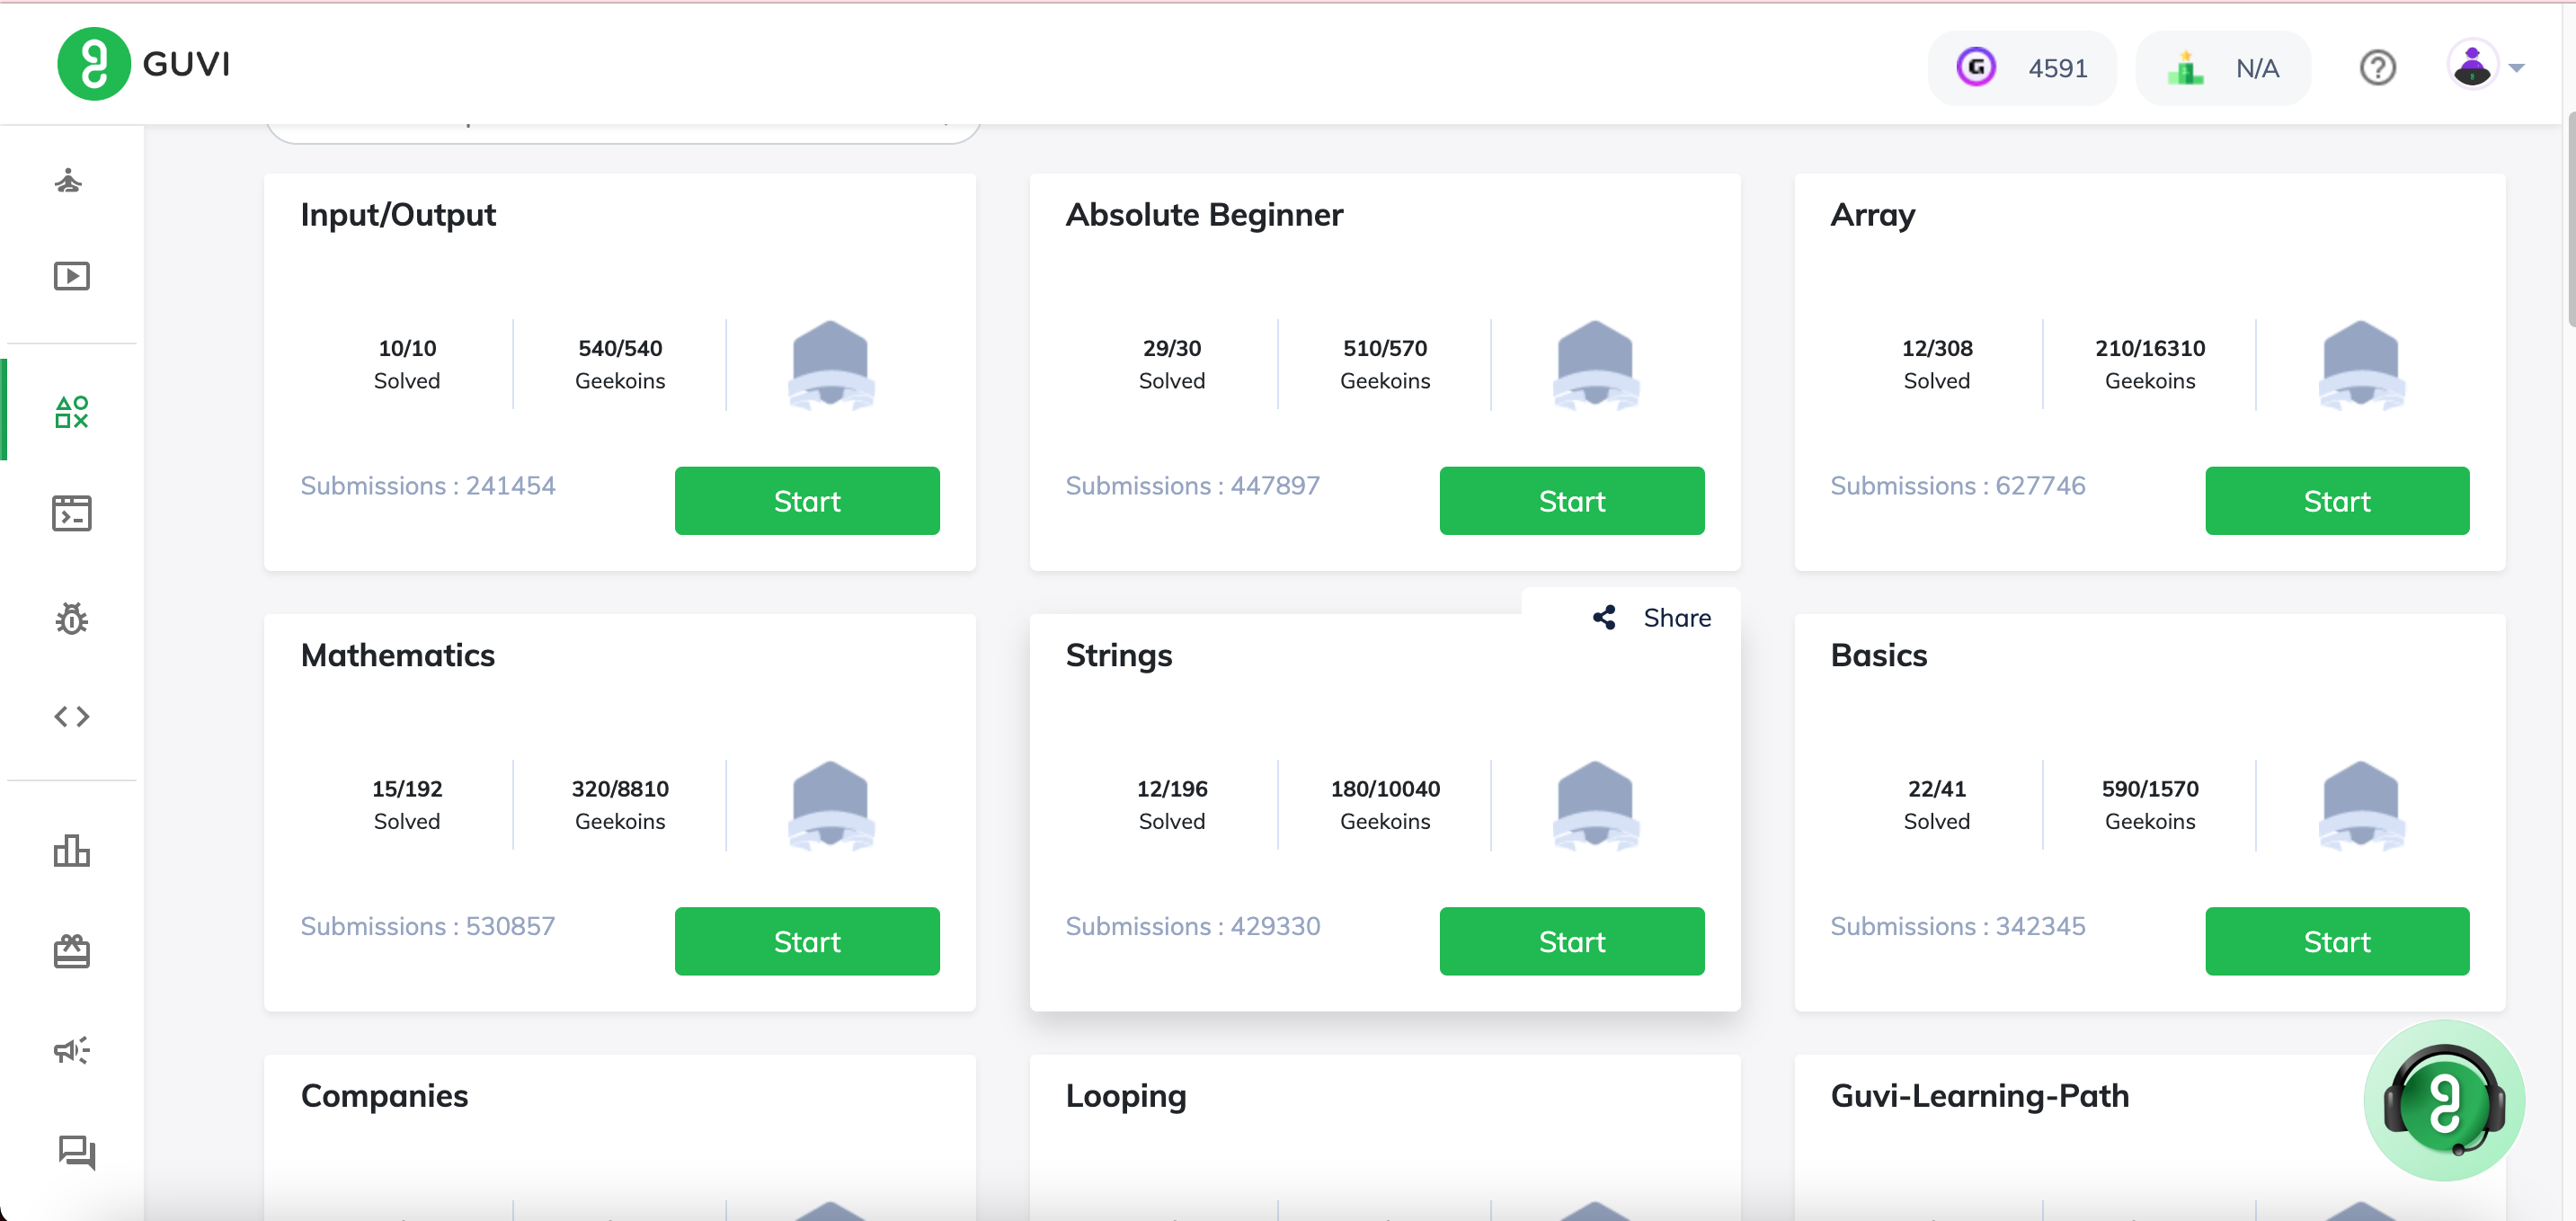 GUVI
G 4591
N/A
Input/Output
10/10
Solved
540/540
Geekoins
Submissions : 241454
Start
Absolute Beginner
29/30
Solved
510/570
Geekoins
Submissions : 447897
Start
Array
12/308
Solved
210/16310
Geekoins
Submissions : 627746
Start
Mathematics
15/192
Solved
320/8810
Geekoins
Submissions : 530857
Start
Share
Strings
12/196
Solved
180/10040
Geekoins
Submissions : 429330
Start
Basics
22/41
Solved
590/1570
Geekoins
Submissions : 342345
Start
Companies
Looping
Guvi-Learning-Path